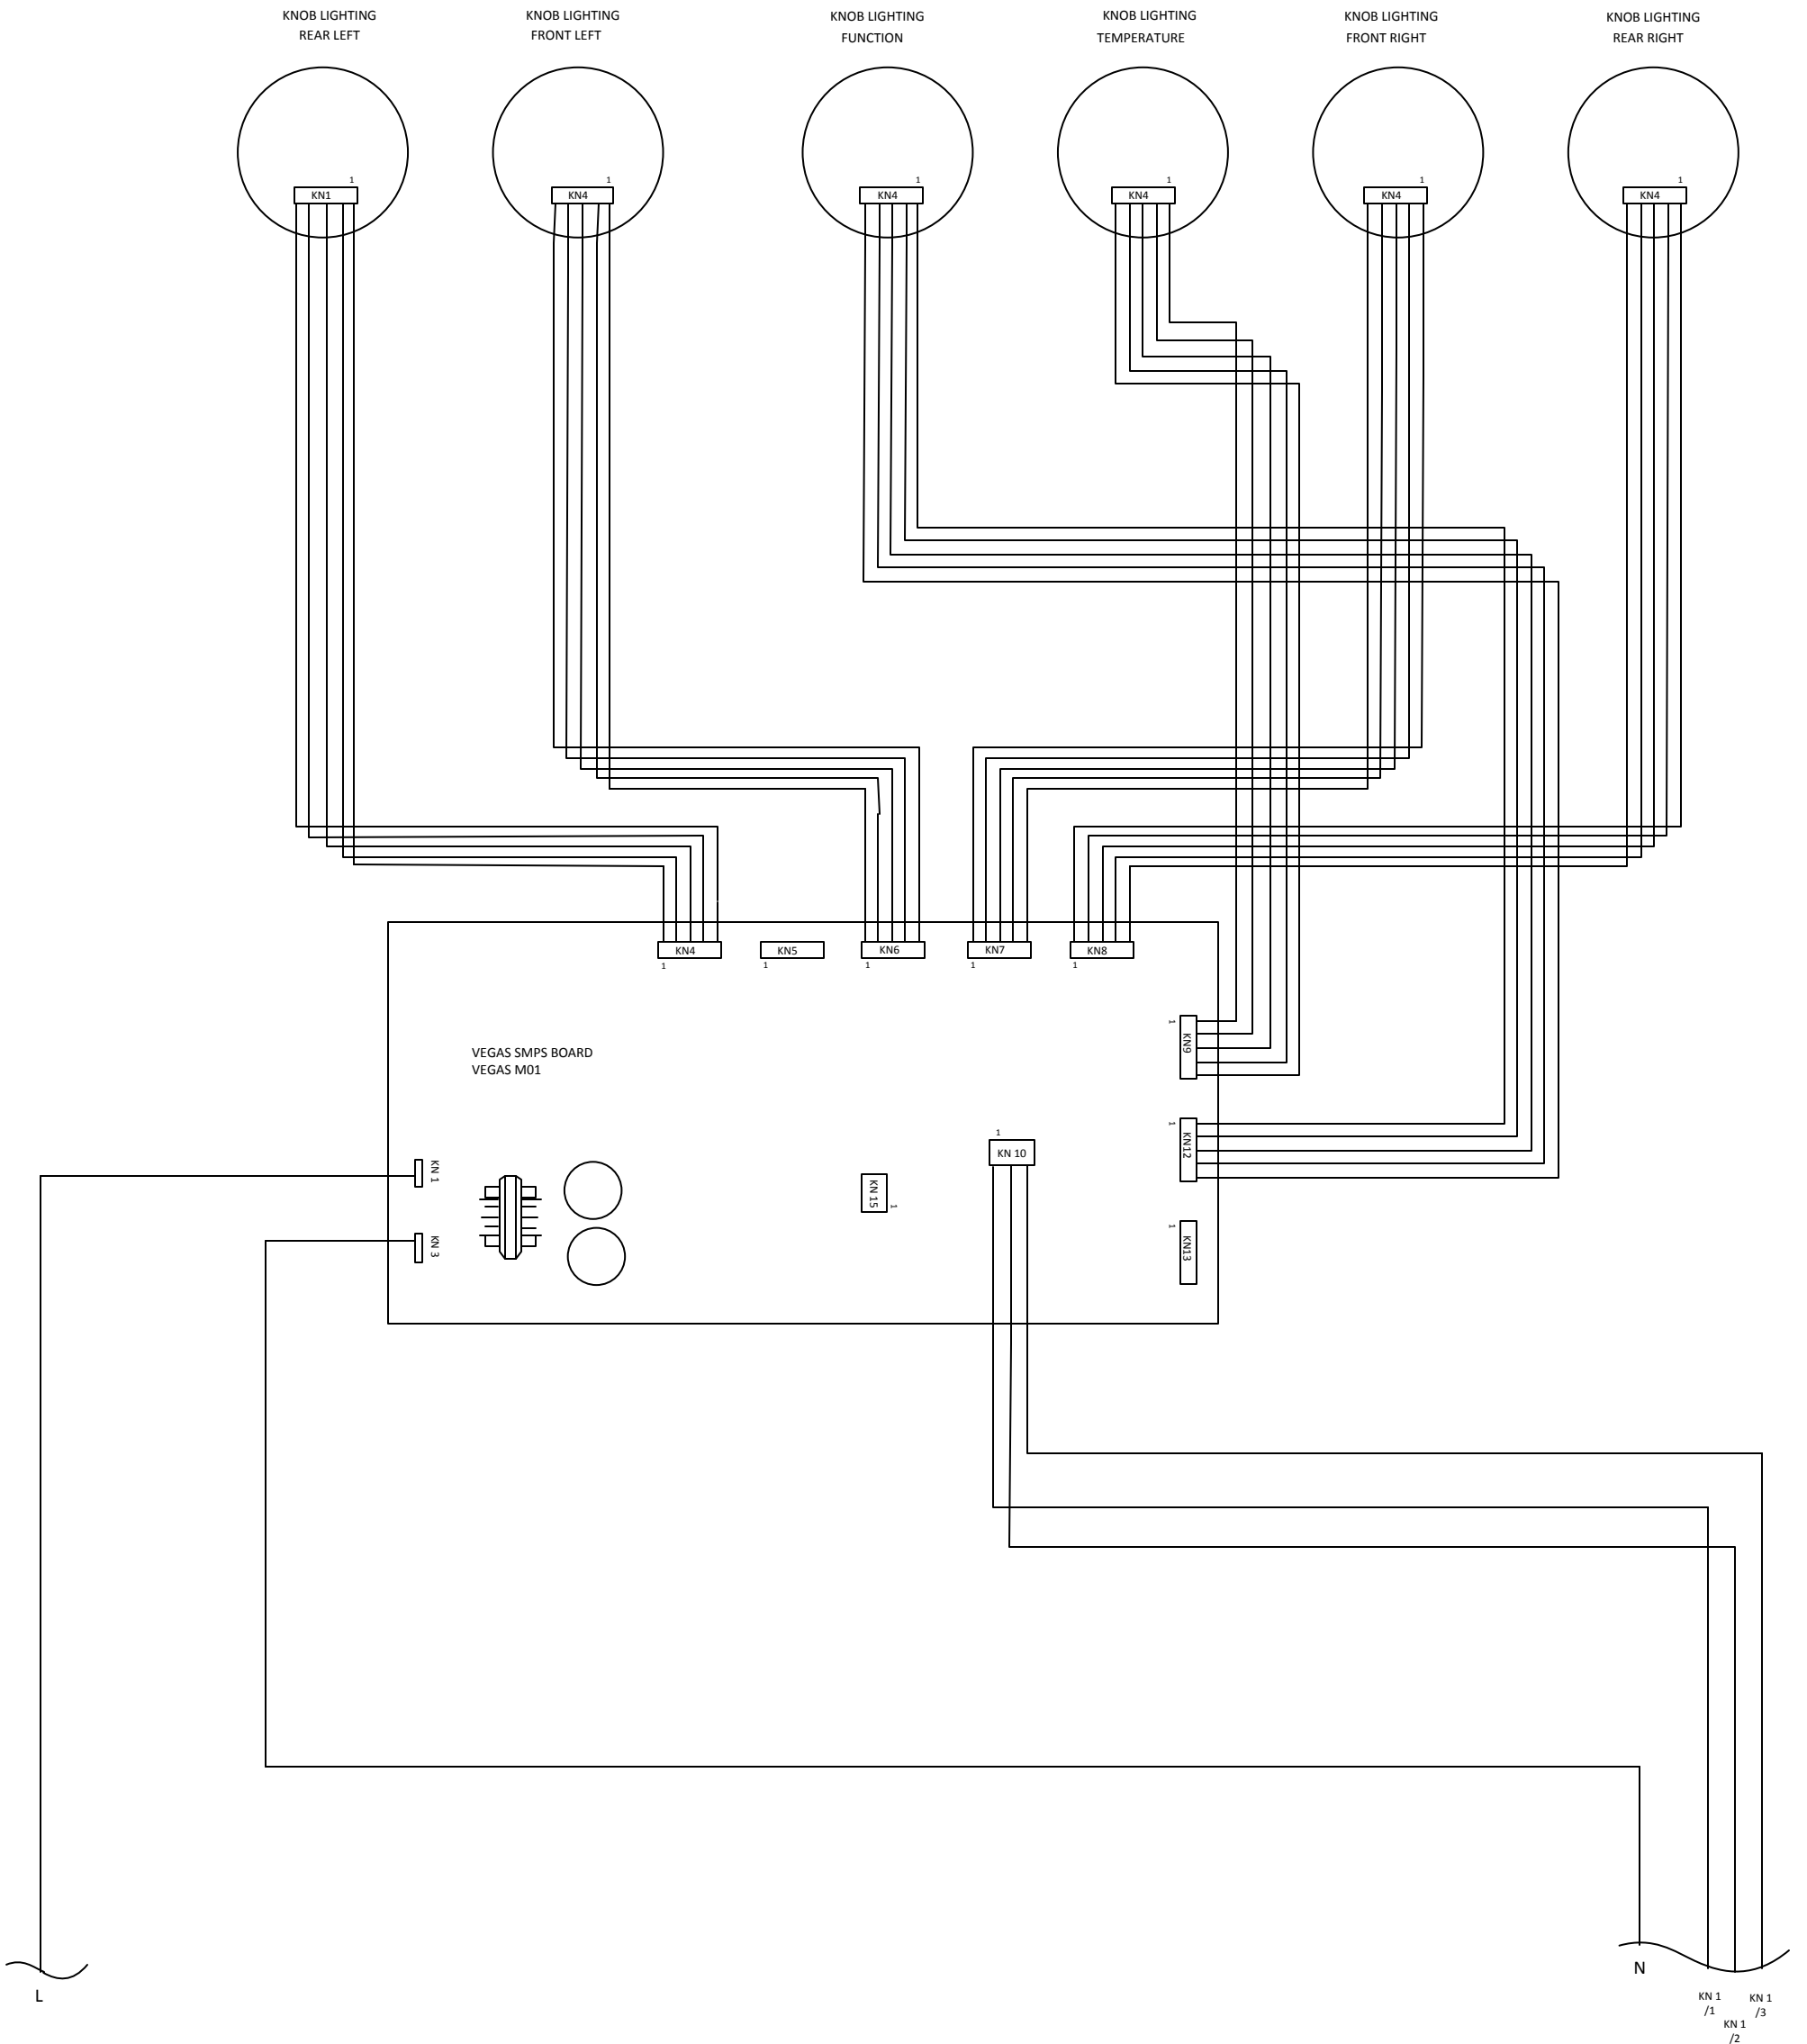 KNOB LIGHTING
REAR LEFT
KNOB LIGHTING
FRONT LEFT
KNOB LIGHTING
FUNCTION
KNOB LIGHTING
TEMPERATURE
KNOB LIGHTING
FRONT RIGHT
KNOB LIGHTING
REAR RIGHT
1
KN1
1
KN4
1
KN4
1
KN4
1
KN4
1
KN4
KN4
1
KN5
1
KN6
1
KN7
1
KN8
1
1
KN9
VEGAS SMPS BOARD
VEGAS M01
1
KN12
1
KN 10
KN 1
KN 15
1
KN 3
1
KN13
L
N
KN 1
/1
KN 1
/2
KN 1
/3